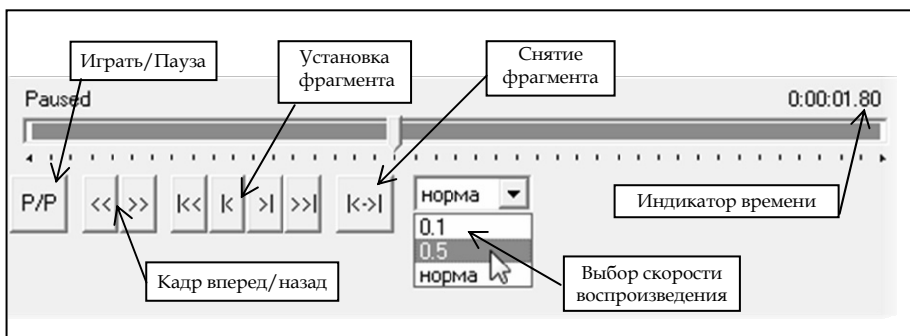 Играть/Пауза
Установка
фрагмента
Снятие
фрагмента
Paused
0:00:01.80
P/P
<<
>>
|<<
|<
>|
>>|
|<->|
норма
0.1
0.5
норма
Индикатор времени
Кадр вперед/назад
Выбор скорости
воспроизведения